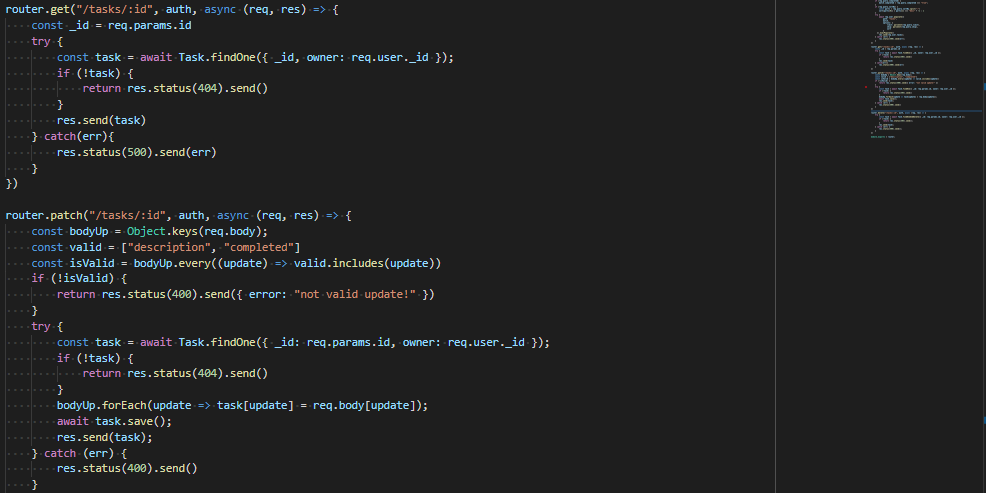 router.get("/tasks/:id", auth, async (req, res) => {
    const _id = req.params.id
    try {
        const task = await Task.findOne({ _id, owner: req.user._id });
        if (!task) {
            return res.status(404).send()
        }
        res.send(task)
    } catch(err){
        res.status(500).send(err)
    }
})

router.patch("/tasks/:id", auth, async (req, res) => {
    const bodyUp = Object.keys(req.body);
    const valid = ["description", "completed"]
    const isValid = bodyUp.every((update) => valid.includes(update))
    if (!isValid) {
        return res.status(400).send({ error: "not valid update!" })
    }
    try {
        const task = await Task.findOne({ _id: req.params.id, owner: req.user._id });
        if (!task) {
            return res.status(404).send()
        }
        bodyUp.forEach(update => task[update] = req.body[update]);
        await task.save();
        res.send(task);
    } catch (err) {
        res.status(400).send()
    }